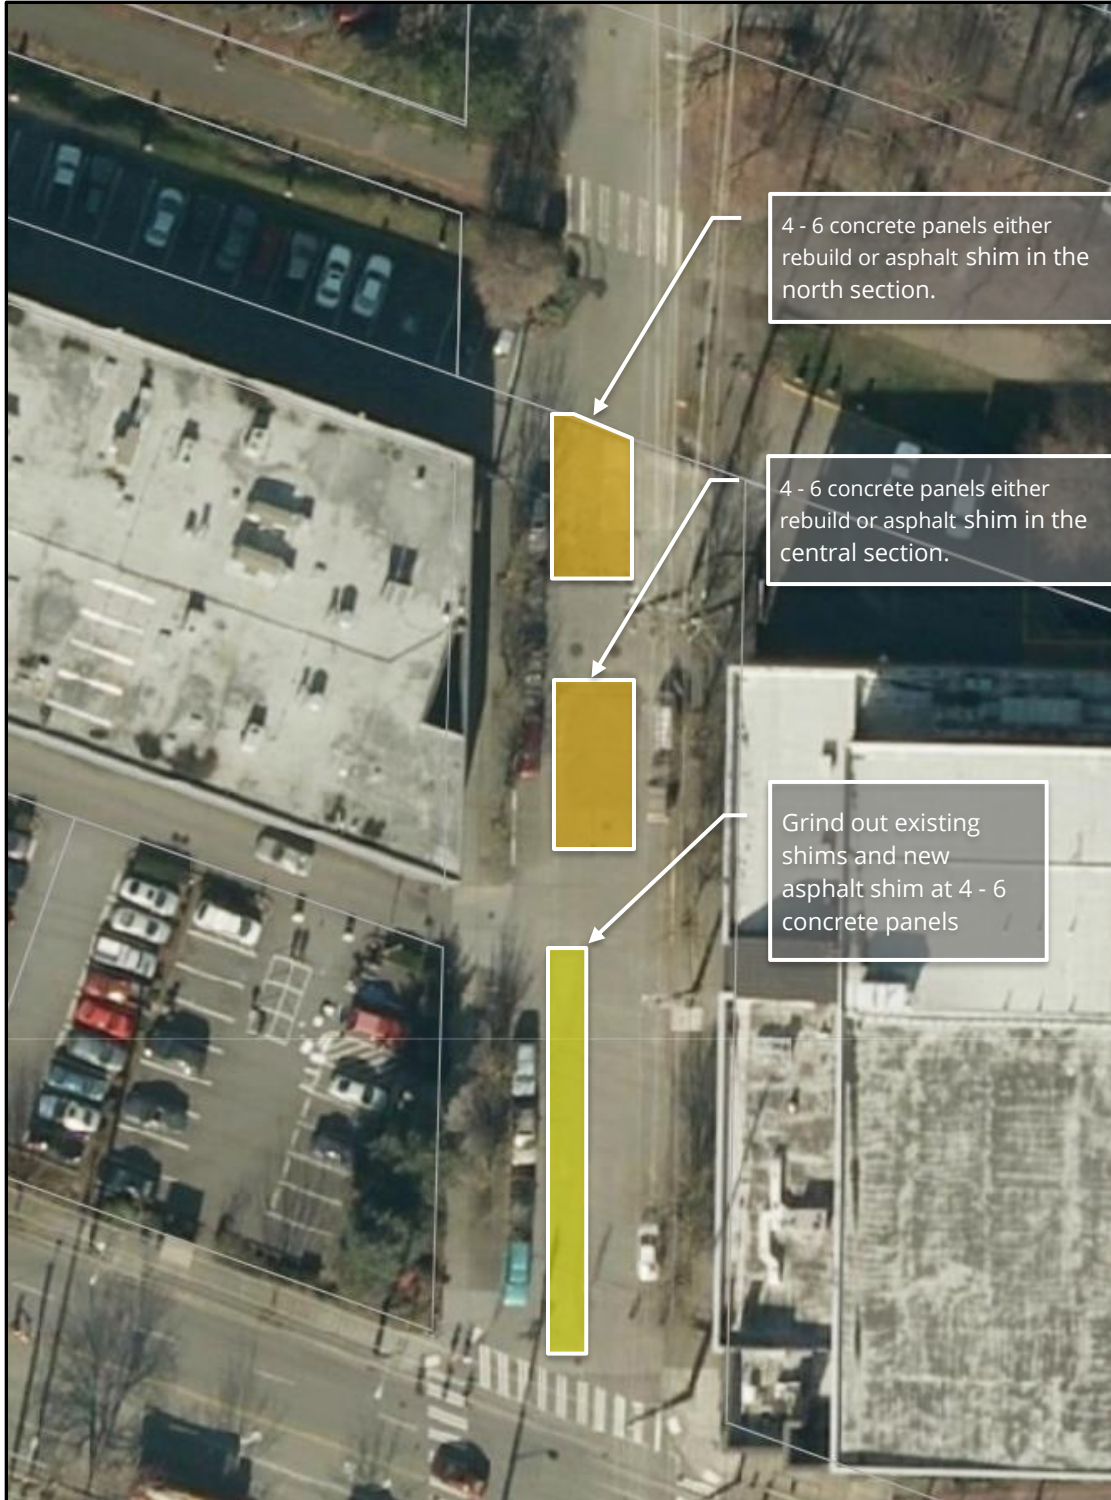 4 - 6 concrete panels either
rebuild or asphalt shim in the
north section.
4 - 6 concrete panels either
rebuild or asphalt shim in the
central section.
Grind out existing
shims and new
asphalt shim at 4 - 6
concrete panels